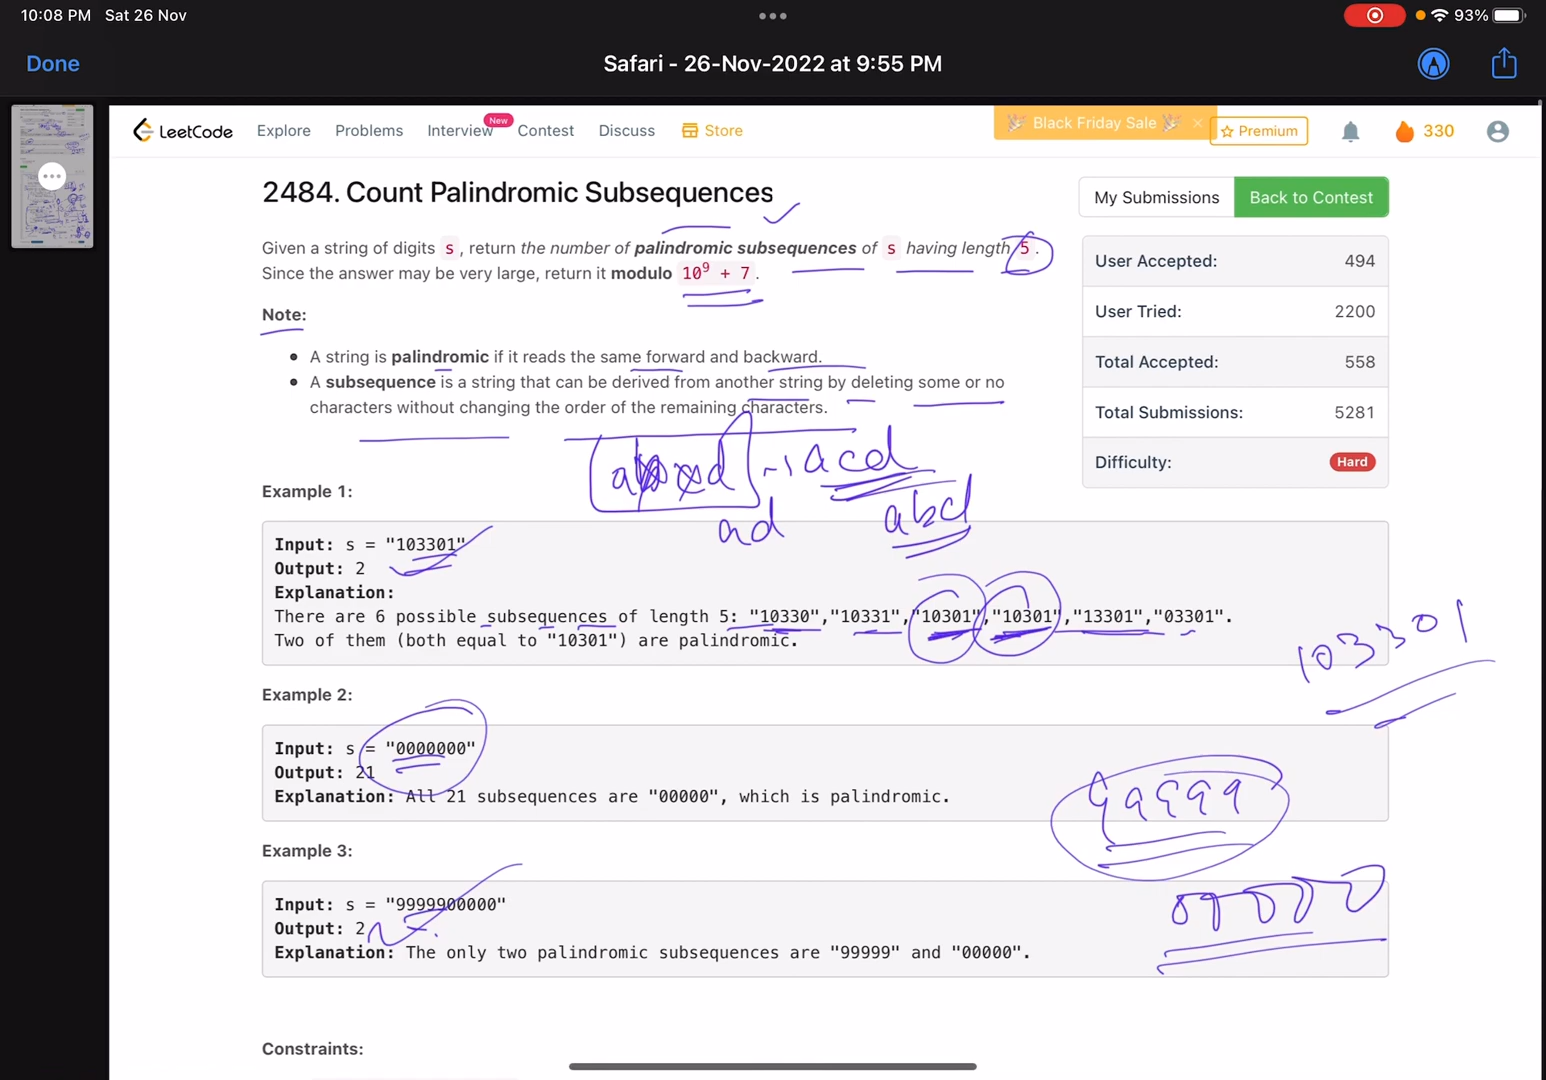 10:08 PM Sat 26 Nov
93%
Done
Safari - 26-Nov-2022 at 9:55 PM
LeetCode Explore Problems Interview New Contest Discuss Store
Black Friday Sale ×
Premium
330
2484. Count Palindromic Subsequences
My Submissions Back to Contest
Given a string of digits s, return the number of palindromic subsequences of s having length 5.
Since the answer may be very large, return it modulo 10⁹ + 7.
Note:
• A string is palindromic if it reads the same forward and backward.
• A subsequence is a string that can be derived from another string by deleting some or no
characters without changing the order of the remaining characters.
User Accepted: 494
User Tried: 2200
Total Accepted: 558
Total Submissions: 5281
Difficulty: Hard
acd
ad
abcd
Example 1:
Input: s = "103301"
Output: 2
Explanation:
There are 6 possible subsequences of length 5: "10330","10331","10301","10301","13301","03301".
Two of them (both equal to "10301") are palindromic.
103301
Example 2:
Input: s = "0000000"
Output: 21
Explanation: All 21 subsequences are "00000", which is palindromic.
99999
Example 3:
Input: s = "9999900000"
Output: 2
Explanation: The only two palindromic subsequences are "99999" and "00000".
Constraints: